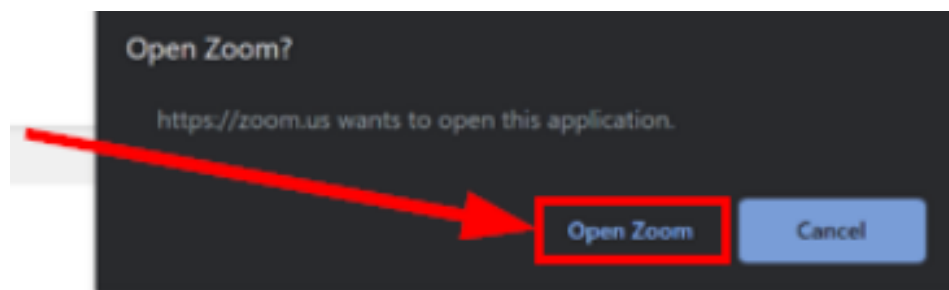 Open Zoom?
https://zoom.us wants to open this application.
Open Zoom Cancel